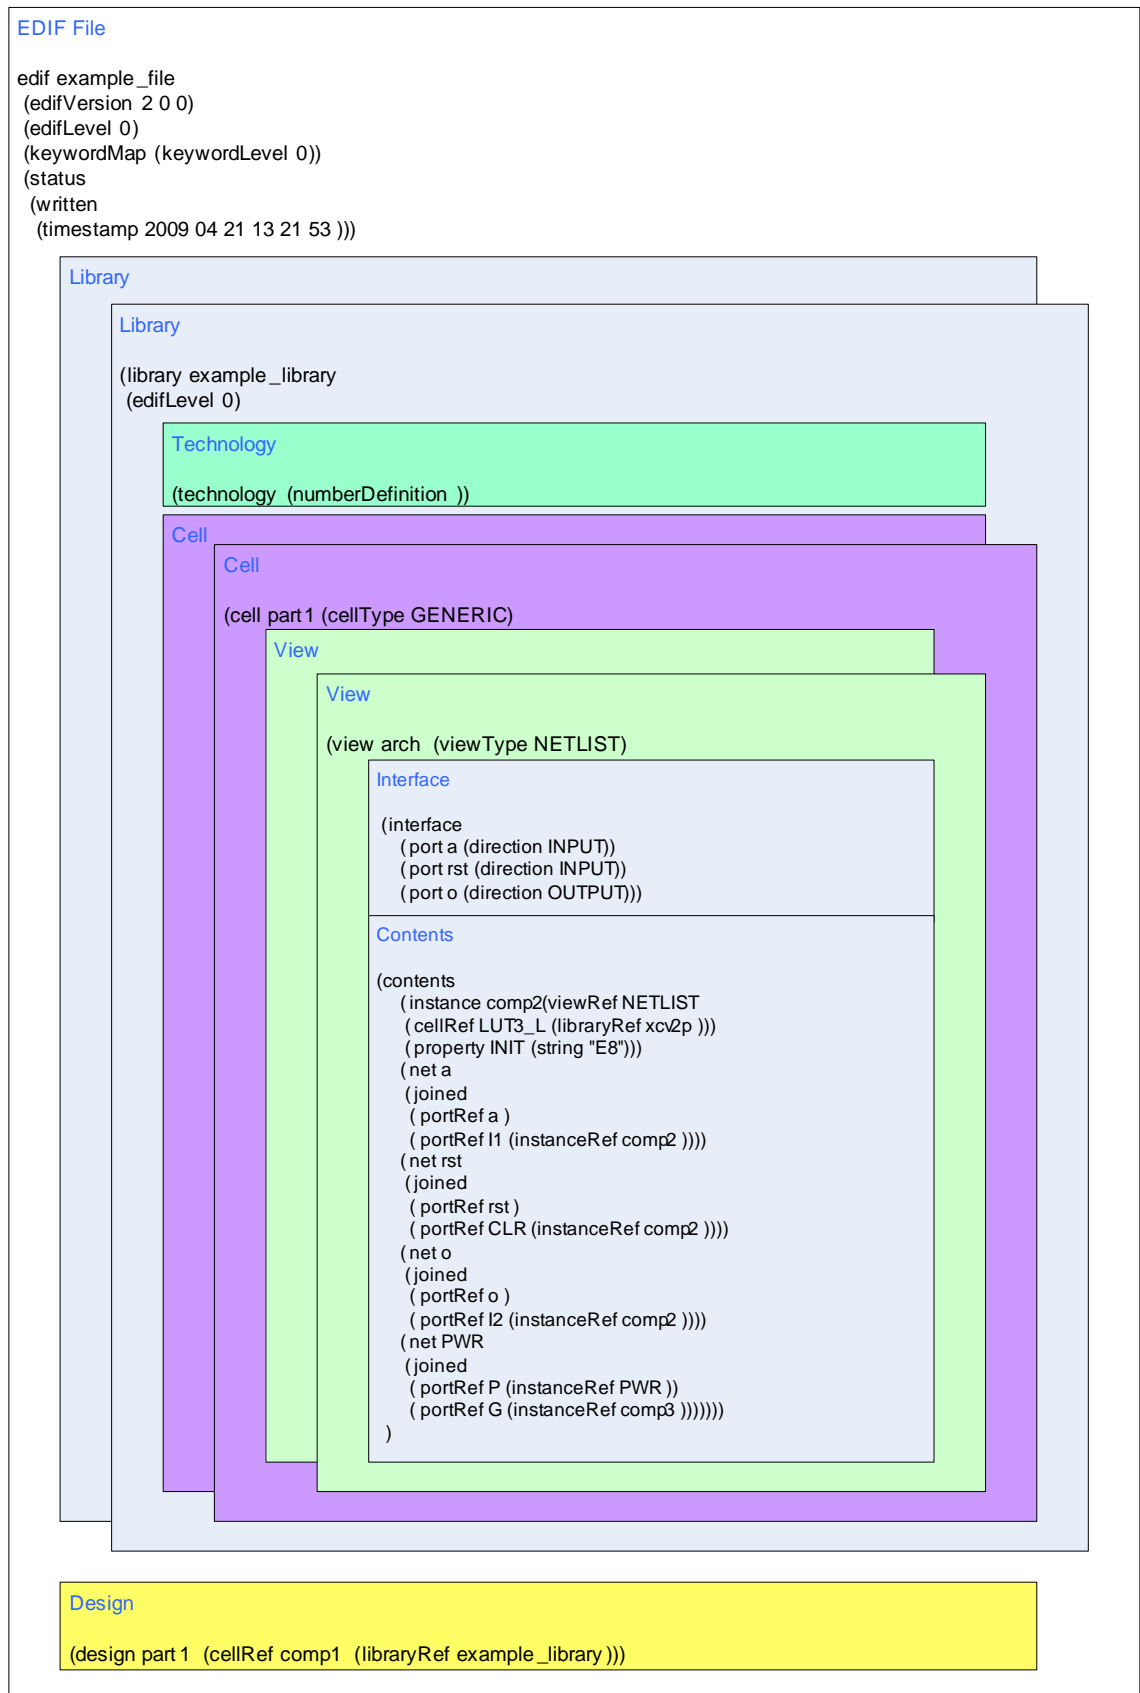 EDIF File
edif example_file
(edifVersion 2 0 0)
(edifLevel 0)
(keywordMap (keywordLevel 0))
(status
(written
(timestamp 2009 04 21 13 21 53 )))
Library
Library
(library example_library
(edifLevel 0)
Technology
(technology (numberDefinition ))
Cell
Cell
(cell part1 (cellType GENERIC)
View
View
(view arch (viewType NETLIST)
Interface
(interface
(port a (direction INPUT))
(port rst (direction INPUT))
(port o (direction OUTPUT)))
Contents
(contents
(instance comp2(viewRef NETLIST
(cellRef LUT3_L (libraryRef xcv2p )))
(property INIT (string "E8")))
(net a
(joined
(portRef a )
(portRef I1 (instanceRef comp2 ))))
(net rst
(joined
(portRef rst )
(portRef CLR (instanceRef comp2 ))))
(net o
(joined
(portRef o )
(portRef I2 (instanceRef comp2 ))))
(net PWR
(joined
(portRef P (instanceRef PWR ))
(portRef G (instanceRef comp3 )))))))
)
Design
(design part1 (cellRef comp1 (libraryRef example_library)))